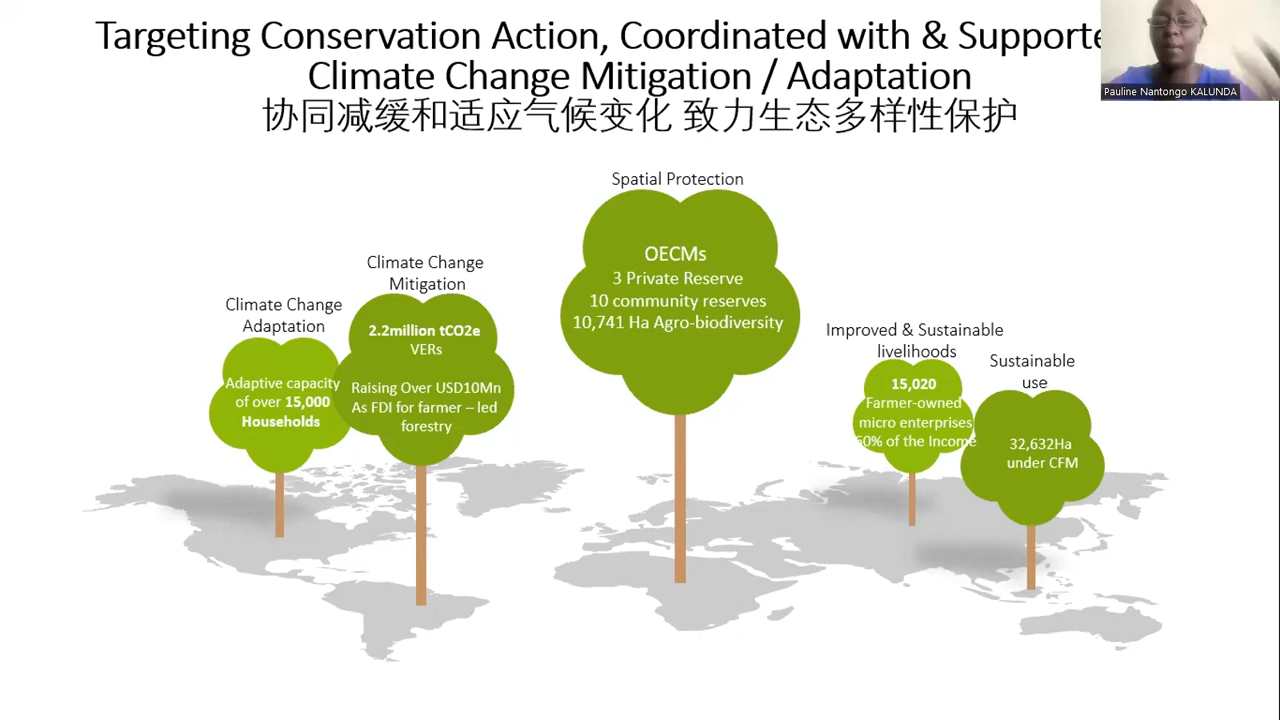 Targeting Conservation Action, Coordinated with & Supporte
Climate Change Mitigation / Adaptation
协同减缓和适应气候变化 致力生态多样性保护
Pauline Nantongo KALUNDA
Spatial Protection
OECMs
3 Private Reserve
10 community reserves
10,741 Ha Agro-biodiversity
Climate Change
Mitigation
2.2million tCO2e
VERs
Raising Over USD10Mn
As FDI for farmer – led
forestry
Climate Change
Adaptation
Adaptive capacity
of over 15,000
Households
Improved & Sustainable
livelihoods
15,020
Farmer-owned
micro enterprises
60% of the Income
Sustainable
use
32,632Ha
under CFM